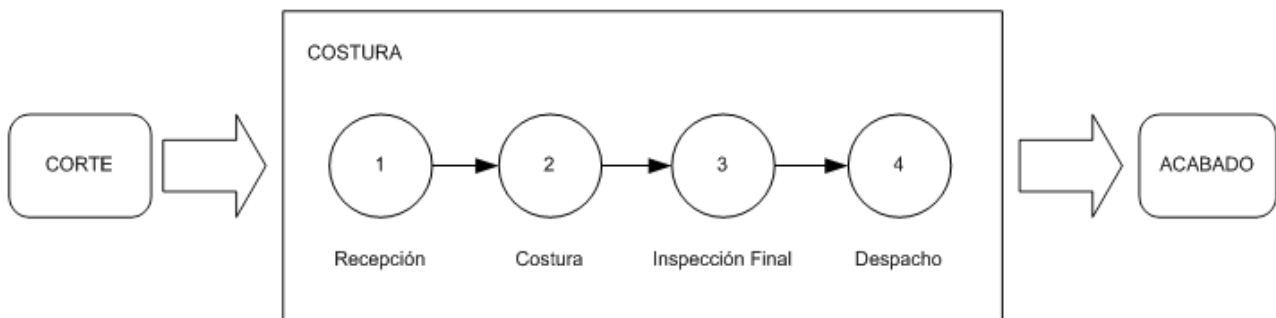 COSTURA
CORTE
1
2
3
4
ACABADO
Recepción
Costura
Inspección Final
Despacho